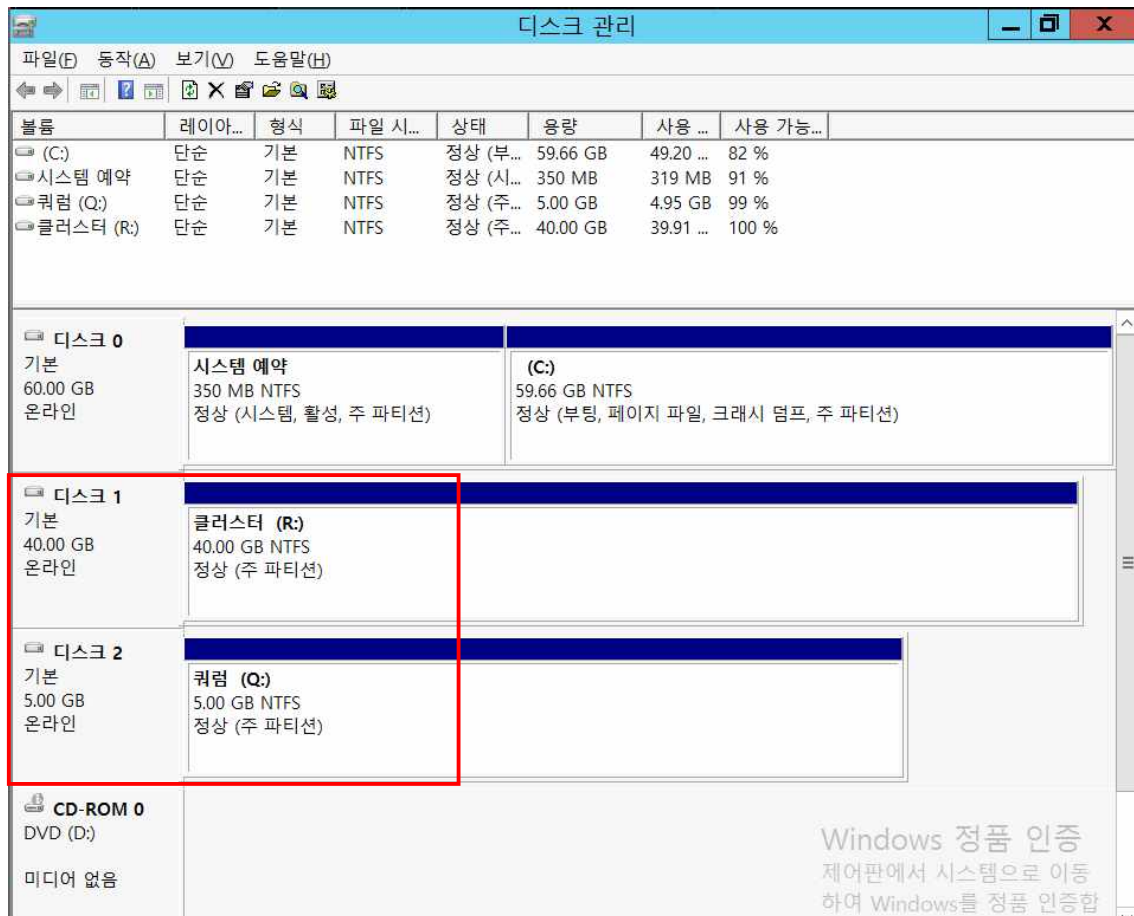 디스크 관리
파일(F) 동작(A) 보기(V) 도움말(H)
볼륨 레이아... 형식 파일 시... 상태 용량 사용 ... 사용 가능...
(C:) 단순 기본 NTFS 정상 (부... 59.66 GB 49.20 ... 82 %
시스템 예약 단순 기본 NTFS 정상 (시... 350 MB 319 MB 91 %
쿼럼 (Q:) 단순 기본 NTFS 정상 (주... 5.00 GB 4.95 GB 99 %
클러스터 (R:) 단순 기본 NTFS 정상 (주... 40.00 GB 39.91 ... 100 %
디스크 0
기본
60.00 GB
온라인
시스템 예약
350 MB NTFS
정상 (시스템, 활성, 주 파티션)
(C:)
59.66 GB NTFS
정상 (부팅, 페이지 파일, 크래시 덤프, 주 파티션)
디스크 1
기본
40.00 GB
온라인
클러스터 (R:)
40.00 GB NTFS
정상 (주 파티션)
디스크 2
기본
5.00 GB
온라인
쿼럼 (Q:)
5.00 GB NTFS
정상 (주 파티션)
CD-ROM 0
DVD (D:)
미디어 없음
Windows 정품 인증
제어판에서 시스템으로 이동
하여 Windows를 정품 인증합